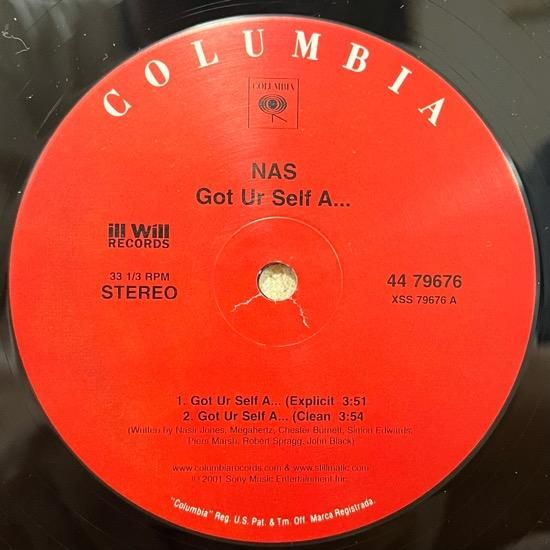 COLUMBIA
COLUMBIA
NAS
Got Ur Self A...
ill Will
RECORDS
33 1/3 RPM
STEREO
44 79676
XSS 79676 A
1. Got Ur Self A... (Explicit 3:51
2. Got Ur Self A... (Clean 3:54
(Written by Nasir Jones, Megahertz, Chester Burnett, Simon Edwards,
Piers Marsh, Robert Spragg, John Black)
www.columbiarecords.com & www.stillmatic.com
℗ 2001 Sony Music Entertainment Inc.
"Columbia" Reg. U.S. Pat. & Tm. Off. Marca Registrada.